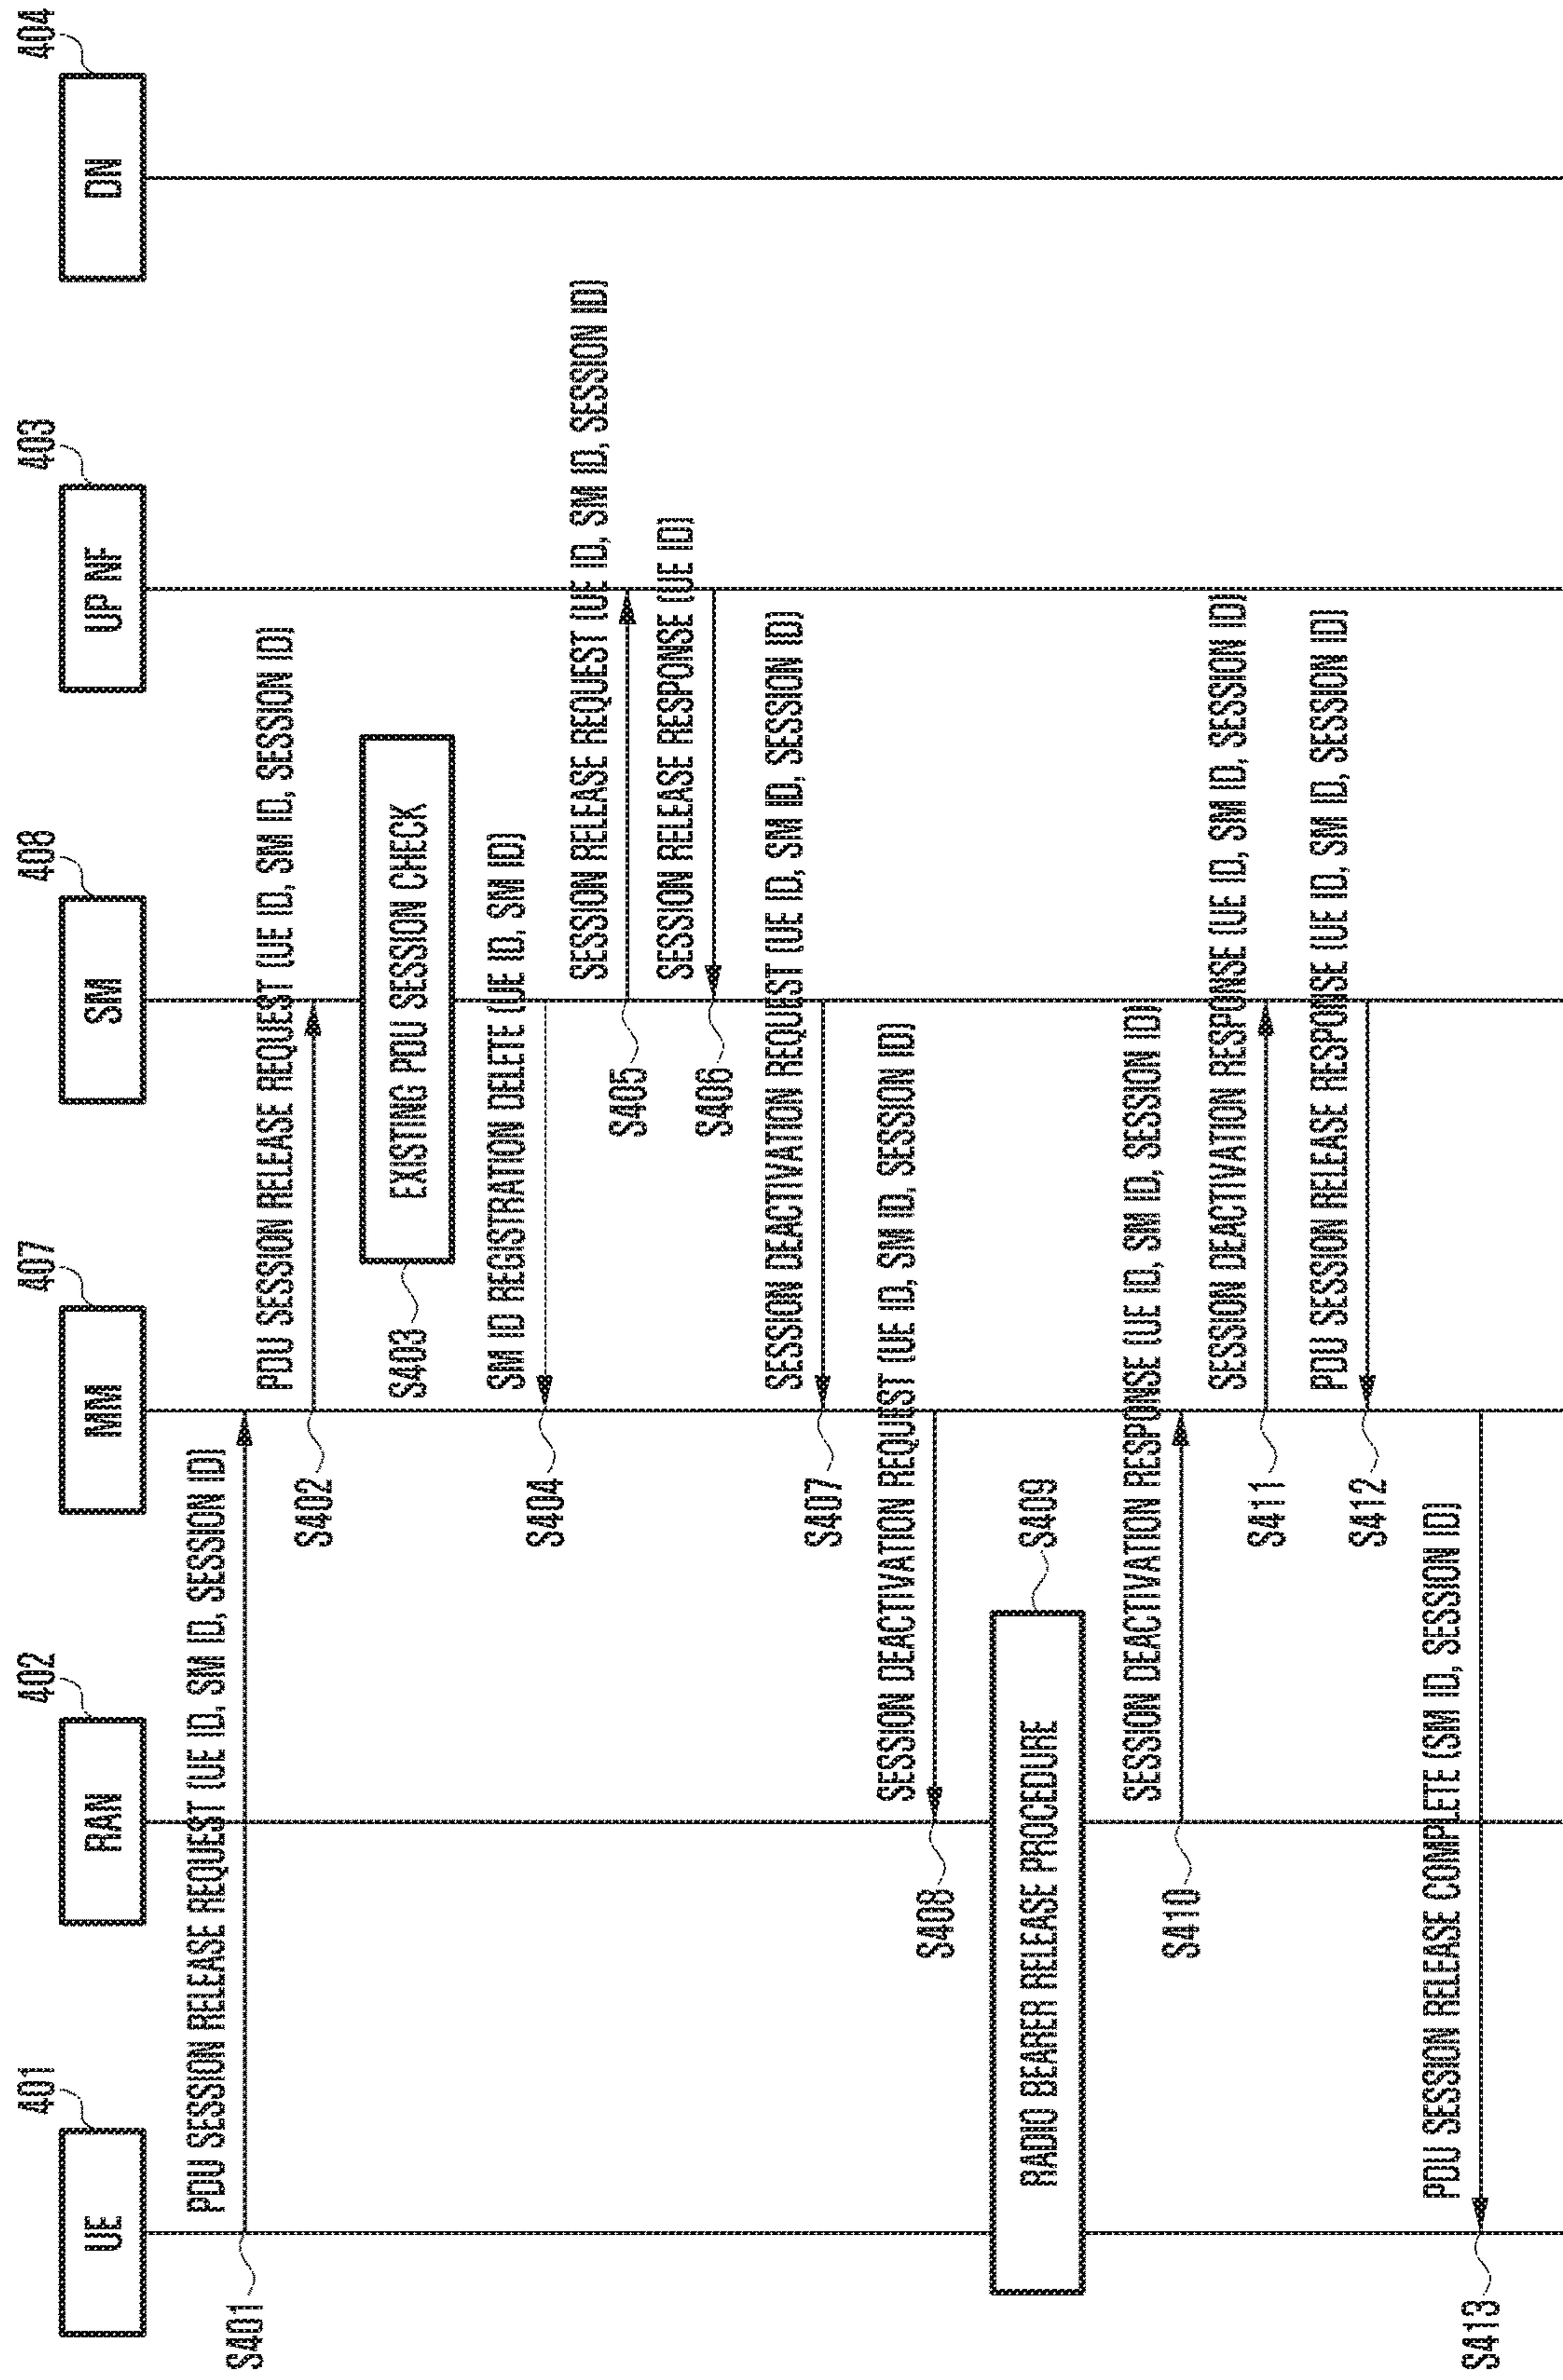 UE
401
RAN
402
MM
407
SM
408
UP NF
403
DN
404
PDU SESSION RELEASE REQUEST (UE ID, SM ID, SESSION ID)
S401
PDU SESSION RELEASE REQUEST (UE ID, SM ID, SESSION ID)
S402
EXISTING PDU SESSION CHECK
S403
SM ID REGISTRATION DELETE (UE ID, SM ID)
S404
SESSION RELEASE REQUEST (UE ID, SM ID, SESSION ID)
S405
SESSION RELEASE RESPONSE (UE ID)
S406
SESSION DEACTIVATION REQUEST (UE ID, SM ID, SESSION ID)
S407
SESSION DEACTIVATION REQUEST (UE ID, SM ID, SESSION ID)
S408
RADIO BEARER RELEASE PROCEDURE
S409
SESSION DEACTIVATION RESPONSE (UE ID, SM ID, SESSION ID)
S410
SESSION DEACTIVATION RESPONSE (UE ID, SM ID, SESSION ID)
S411
PDU SESSION RELEASE RESPONSE (UE ID, SM ID, SESSION ID)
S412
PDU SESSION RELEASE COMPLETE (SM ID, SESSION ID)
S413